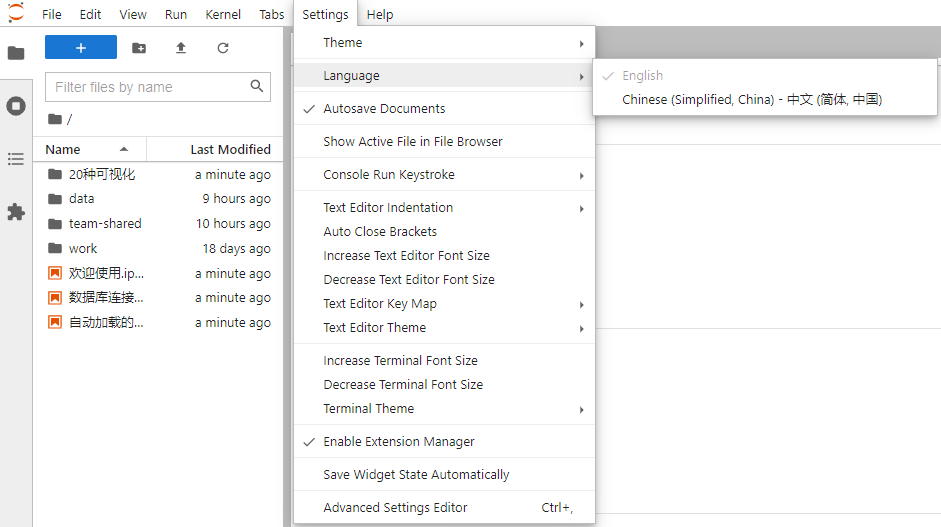 File Edit View Run Kernel Tabs Settings Help
Filter files by name
/
Name Last Modified
20种可视化 a minute ago
data 9 hours ago
team-shared 10 hours ago
work 18 days ago
欢迎使用.ip... a minute ago
数据库连接... a minute ago
自动加载的... a minute ago
Theme
Language
Autosave Documents
Show Active File in File Browser
Console Run Keystroke
Text Editor Indentation
Auto Close Brackets
Increase Text Editor Font Size
Decrease Text Editor Font Size
Text Editor Key Map
Text Editor Theme
Increase Terminal Font Size
Decrease Terminal Font Size
Terminal Theme
Enable Extension Manager
Save Widget State Automatically
Advanced Settings Editor Ctrl+,
English
Chinese (Simplified, China) - 中文 (简体, 中国)